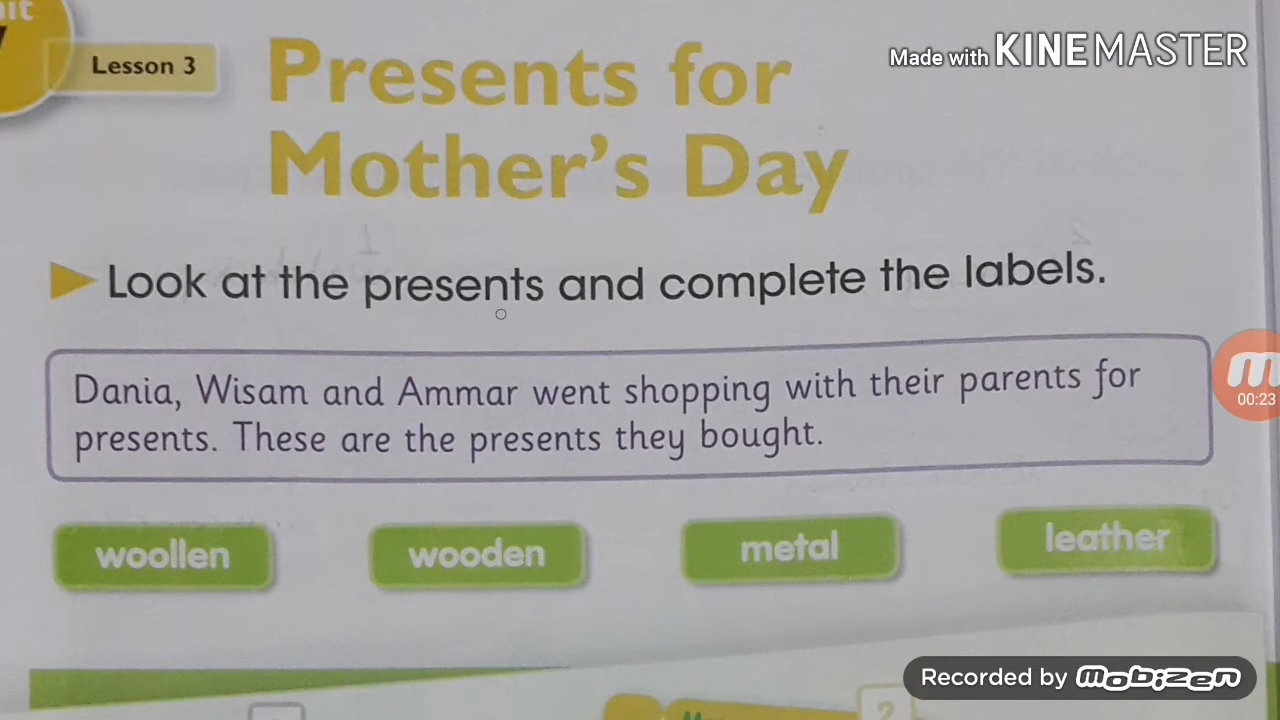 Lesson 3
Presents for
Mother's Day
Made with KINEMASTER
Look at the presents and complete the labels.
Dania, Wisam and Ammar went shopping with their parents for
presents. These are the presents they bought.
00:23
woollen
wooden
metal
leather
Recorded by mobizen
2